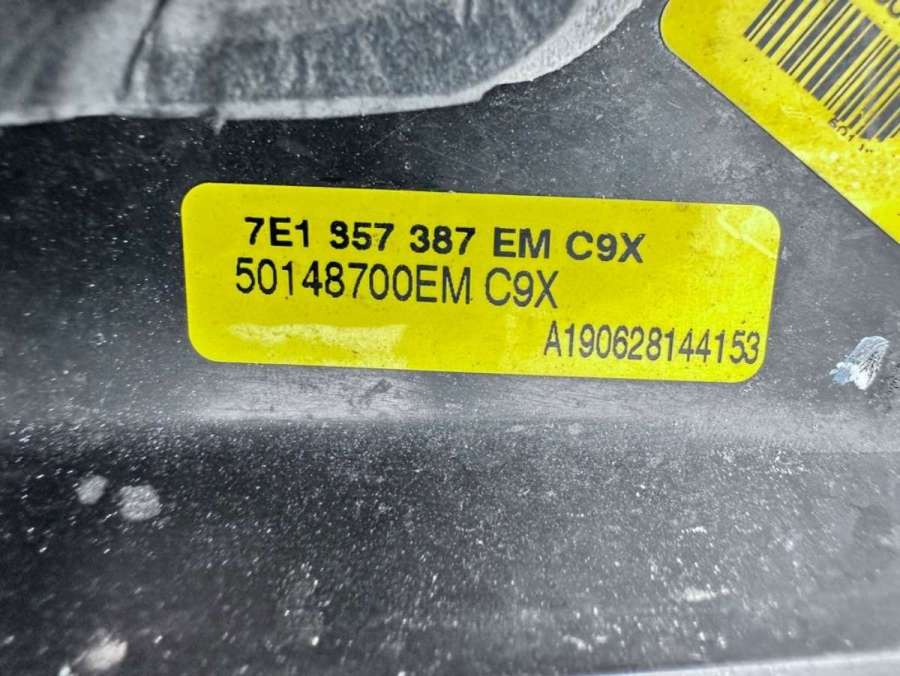 7E1 857 387 EM C9X
50148700EM C9X
A190628144153